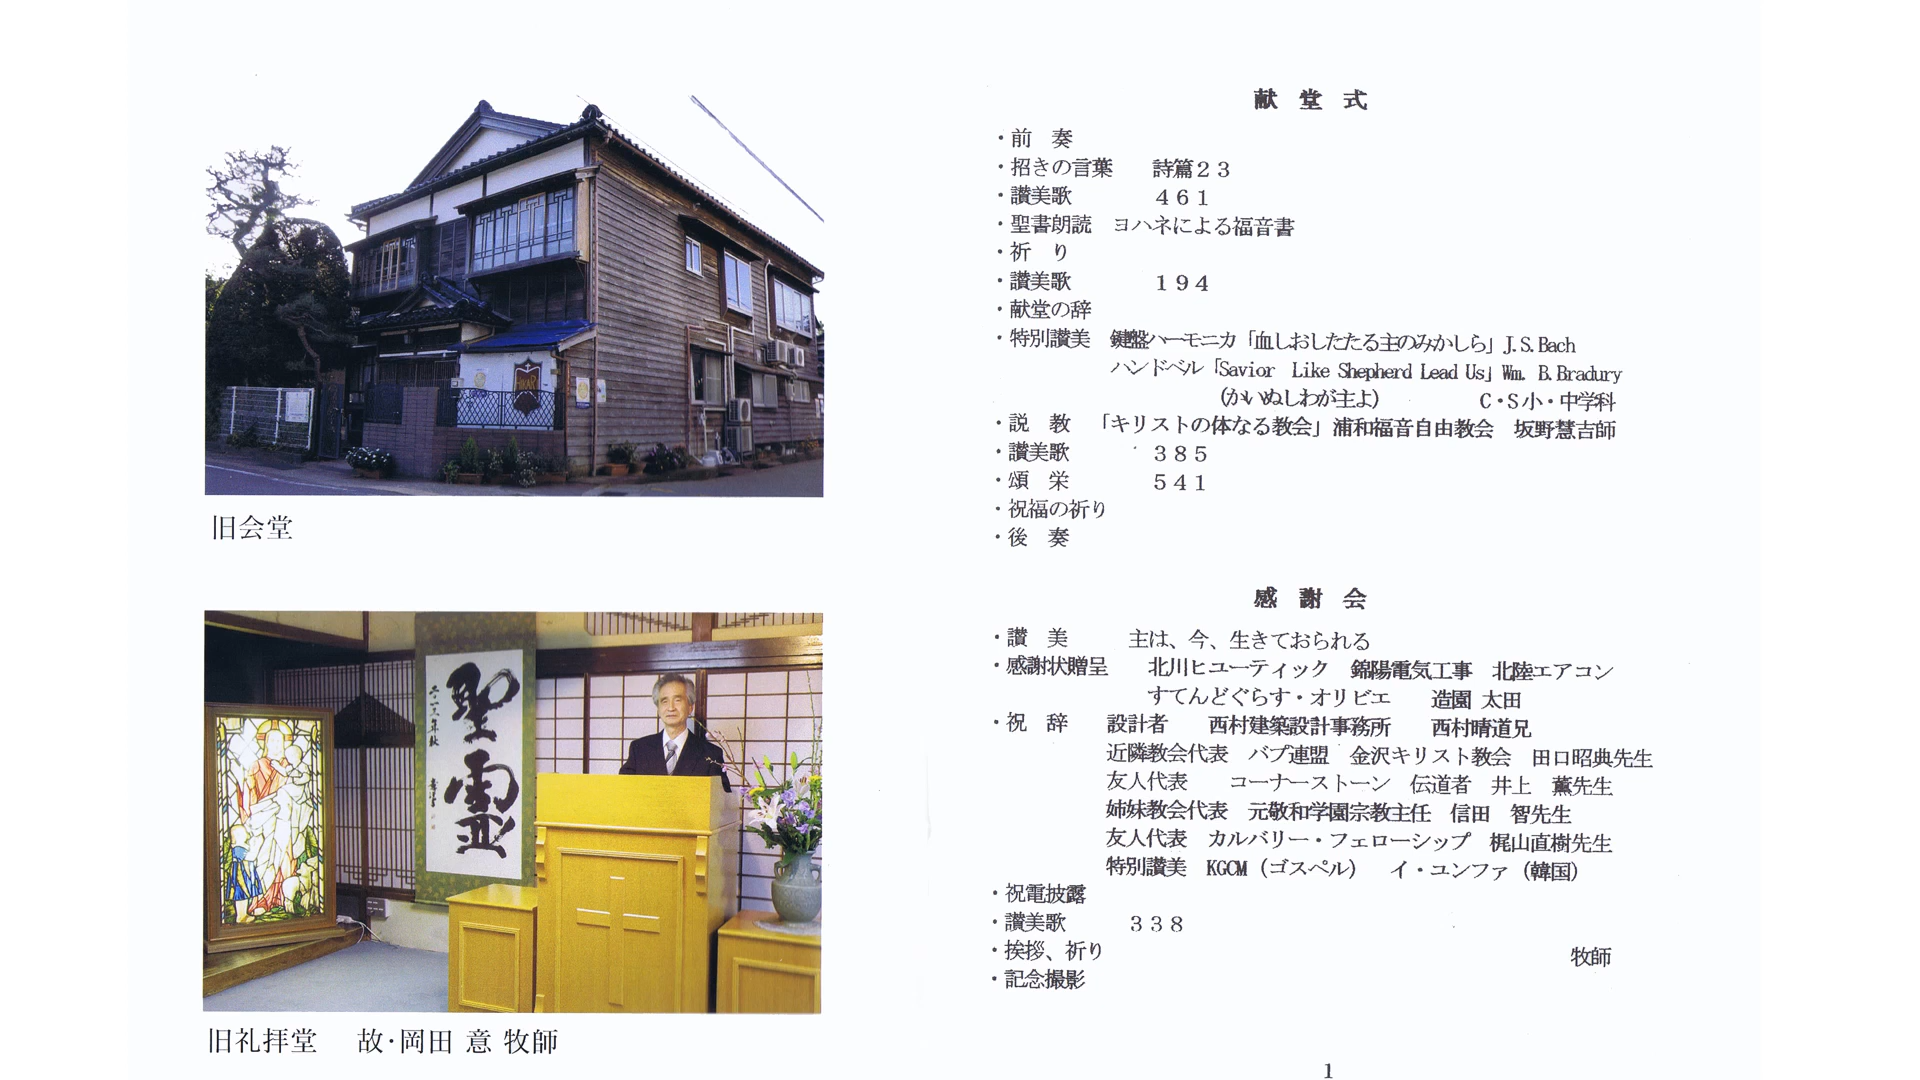 HIKARI
旧会堂
聖霊
旧礼拝堂　故・岡田 意 牧師
献 堂 式
・前　奏
・招きの言葉　詩篇２３
・讃美歌　４６１
・聖書朗読　ヨハネによる福音書
・祈　り
・讃美歌　１９４
・献堂の辞
・特別讃美　鍵盤ハーモニカ「血しおしたたる主のみかしら」J.S.Bach
ハンドベル「Savior Like Shepherd Lead Us」Wm. B.Bradury
（かいぬしわが主よ）　C・S 小・中学科
・説　教　「キリストの体なる教会」浦和福音自由教会　坂野慧吉師
・讃美歌　３８５
・頌　栄　５４１
・祝福の祈り
・後　奏
感 謝 会
・讃　美　主は、今、生きておられる
・感謝状贈呈　北川ヒユーティック　錦陽電気工事　北陸エアコン
すてんどぐらす・オリビエ　造園 太田
・祝　辞　設計者　西村建築設計事務所　西村晴道兄
近隣教会代表　バプ連盟　金沢キリスト教会　田口昭典先生
友人代表　コーナーストーン　伝道者　井上　薫先生
姉妹教会代表　元敬和学園宗教主任　信田　智先生
友人代表　カルバリー・フェローシップ　梶山直樹先生
特別讃美　KGCM（ゴスペル）　イ・ユンファ（韓国）
・祝電披露
・讃美歌　３３８
・挨拶、祈り　牧師
・記念撮影
1